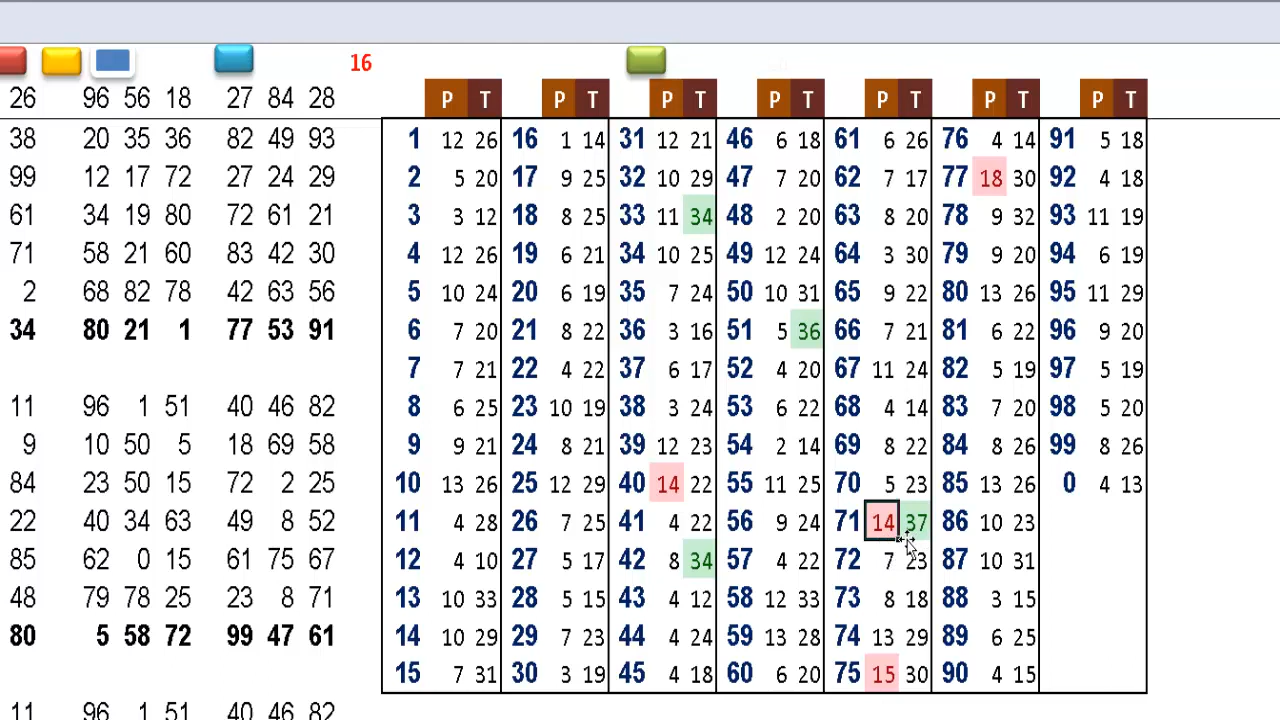 16
26 96 56 18 27 84 28 P T P T P T P T P T P T P T
38 20 35 36 82 49 93 1 12 26 16 1 14 31 12 21 46 6 18 61 6 26 76 4 14 91 5 18
99 12 17 72 27 24 29 2 5 20 17 9 25 32 10 29 47 7 20 62 7 17 77 18 30 92 4 18
61 34 19 80 72 61 21 3 3 12 18 8 25 33 11 34 48 2 20 63 8 20 78 9 32 93 11 19
71 58 21 60 83 42 30 4 12 26 19 6 21 34 10 25 49 12 24 64 3 30 79 9 20 94 6 19
2 68 82 78 42 63 56 5 10 24 20 6 19 35 7 24 50 10 31 65 9 22 80 13 26 95 11 29
34 80 21 1 77 53 91 6 7 20 21 8 22 36 3 16 51 5 36 66 7 21 81 6 22 96 9 20
7 7 21 22 4 22 37 6 17 52 4 20 67 11 24 82 5 19 97 5 19
11 96 1 51 40 46 82 8 6 25 23 10 19 38 3 24 53 6 22 68 4 14 83 7 20 98 5 20
9 10 50 5 18 69 58 9 9 21 24 8 21 39 12 23 54 2 14 69 8 22 84 8 26 99 8 26
84 23 50 15 72 2 25 10 13 26 25 12 29 40 14 22 55 11 25 70 5 23 85 13 26 0 4 13
22 40 34 63 49 8 52 11 4 28 26 7 25 41 4 22 56 9 24 71 14 37 86 10 23
85 62 0 15 61 75 67 12 4 10 27 5 17 42 8 34 57 4 22 72 7 23 87 10 31
48 79 78 25 23 8 71 13 10 33 28 5 15 43 4 12 58 12 33 73 8 18 88 3 15
80 5 58 72 99 47 61 14 10 29 29 7 23 44 4 24 59 13 28 74 13 29 89 6 25
15 7 31 30 3 19 45 4 18 60 6 20 75 15 30 90 4 15
11 96 1 51 40 46 82